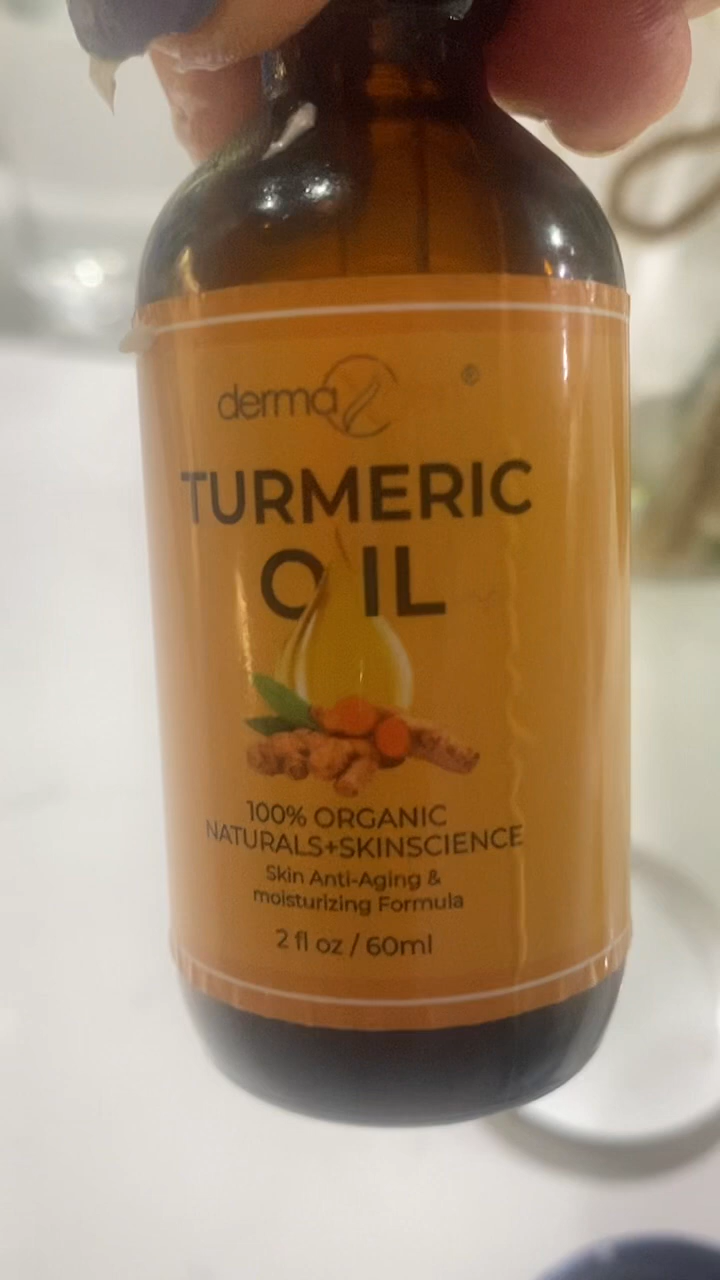 derma
®
TURMERIC
OIL
100% ORGANIC
NATURALS+SKINSCIENCE
Skin Anti-Aging &
moisturizing Formula
2 fl oz / 60ml